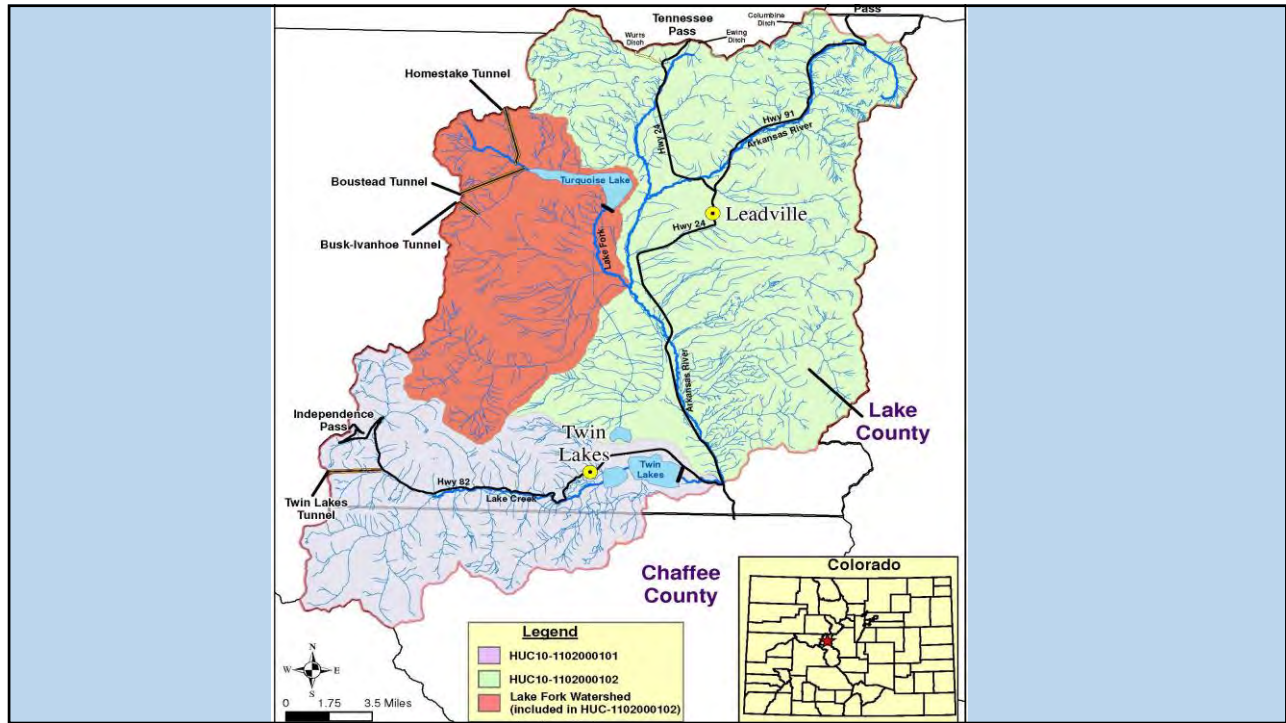 Pass
Columbine
Ditch
Tennessee
Pass
Wurts
Ditch
Ewing
Ditch
Homestake Tunnel
Hwy 24
Hwy 91
Arkansas River
Boustead Tunnel
Turquoise Lake
Leadville
Busk-Ivanhoe Tunnel
Lake Fork
Hwy 24
Arkansas River
Lake
County
Independence
Pass
Twin
Lakes
Twin
Lakes
Hwy 82
Lake Creek
Twin Lakes
Tunnel
Chaffee
County
Colorado
Legend
HUC10-1102000101
HUC10-1102000102
Lake Fork Watershed
(included in HUC-1102000102)
N
W
E
S
0 1.75 3.5 Miles